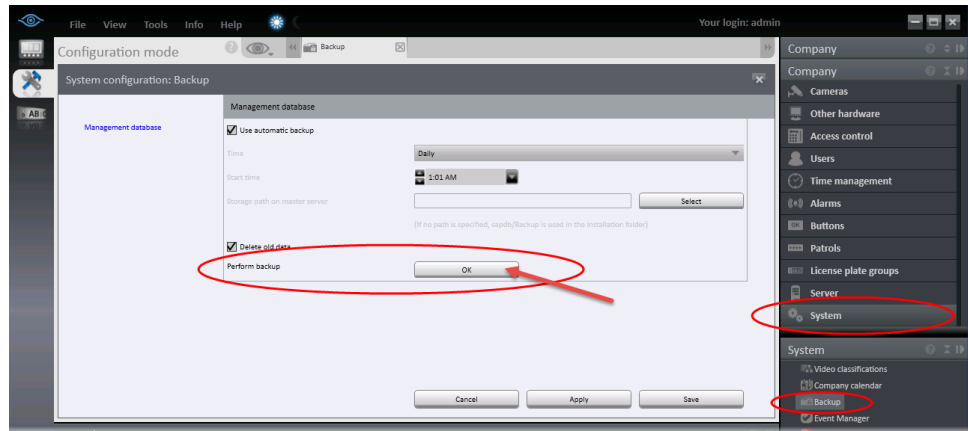 File View Tools Info Help Your login: admin
Configuration mode Backup
System configuration: Backup
Management database
Management database
Use automatic backup
Time Daily
Start time 1:01 AM
Storage path on master server Select
(If no path is specified, sapdb/Backup is used in the installation folder)
Delete old data
Perform backup OK
Cancel Apply Save
Company
Company
Cameras
Other hardware
Access control
Users
Time management
Alarms
OK Buttons
Patrols
License plate groups
Server
System
System
Video classifications
Company calendar
Backup
Event Manager